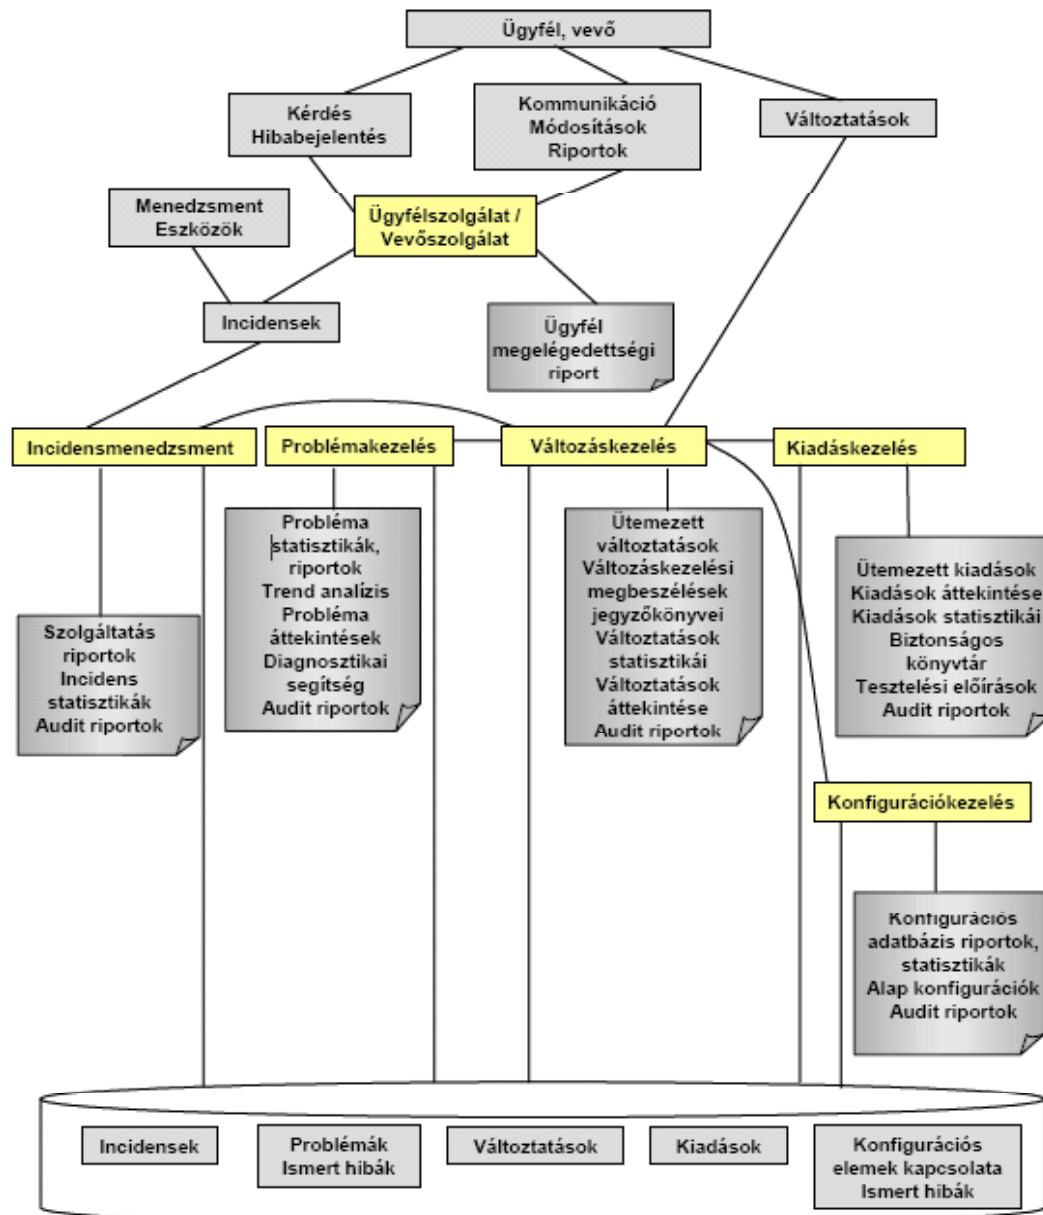 Ügyfél, vevő
Kérdés
Hibabejelentés
Kommunikáció
Módosítások
Riportok
Változtatások
Menedzsment
Eszközök
Ügyfélszolgálat /
Vevőszolgálat
Incidensek
Ügyfél
megelégedettségi
riport
Incidensmenedzsment
Problémakezelés
Változáskezelés
Kiadáskezelés
Szolgáltatás
riportok
Incidens
statisztikák
Audit riportok
Probléma
statisztikák,
riportok
Trend analízis
Probléma
áttekintések
Diagnosztikai
segítség
Audit riportok
Ütemezett
változtatások
Változáskezelési
megbeszélések
jegyzőkönyvei
Változtatások
statisztikái
Változtatások
áttekintése
Audit riportok
Ütemezett kiadások
Kiadások áttekintése
Kiadások statisztikái
Biztonságos
könyvtár
Tesztelési előírások
Audit riportok
Konfigurációkezelés
Konfigurációs
adatbázis riportok,
statisztikák
Alap konfigurációk
Audit riportok
Incidensek
Problémák
Ismert hibák
Változtatások
Kiadások
Konfigurációs
elemek kapcsolata
Ismert hibák